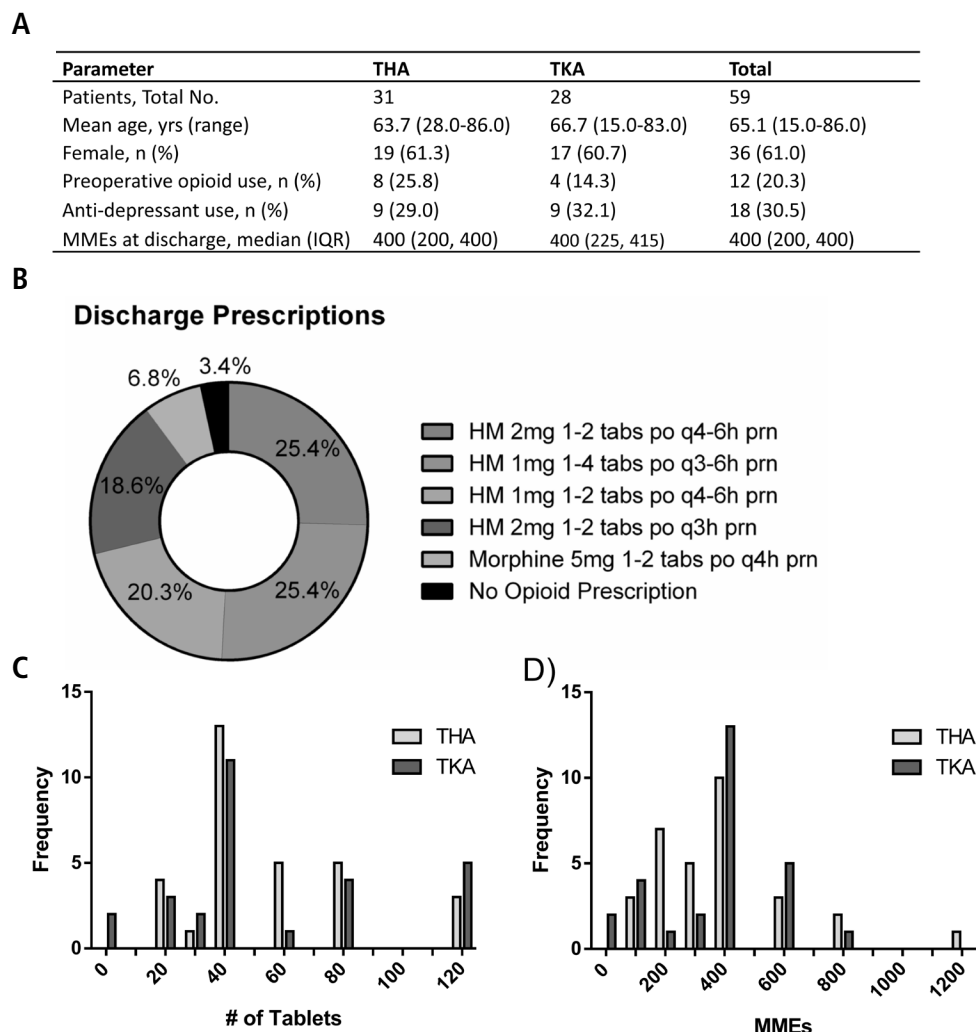 A
Parameter THA TKA Total
Patients, Total No. 31 28 59
Mean age, yrs (range) 63.7 (28.0-86.0) 66.7 (15.0-83.0) 65.1 (15.0-86.0)
Female, n (%) 19 (61.3) 17 (60.7) 36 (61.0)
Preoperative opioid use, n (%) 8 (25.8) 4 (14.3) 12 (20.3)
Anti-depressant use, n (%) 9 (29.0) 9 (32.1) 18 (30.5)
MMEs at discharge, median (IQR) 400 (200, 400) 400 (225, 415) 400 (200, 400)
B
Discharge Prescriptions
3.4%
6.8%
25.4%
18.6%
20.3%
25.4%
HM 2mg 1-2 tabs po q4-6h prn
HM 1mg 1-4 tabs po q3-6h prn
HM 1mg 1-2 tabs po q4-6h prn
HM 2mg 1-2 tabs po q3h prn
Morphine 5mg 1-2 tabs po q4h prn
No Opioid Prescription
C
15
10
5
0
Frequency
THA
TKA
0 20 40 60 80 100 120
# of Tablets
D)
15
10
5
0
Frequency
THA
TKA
0 200 400 600 800 1000 1200
MMEs